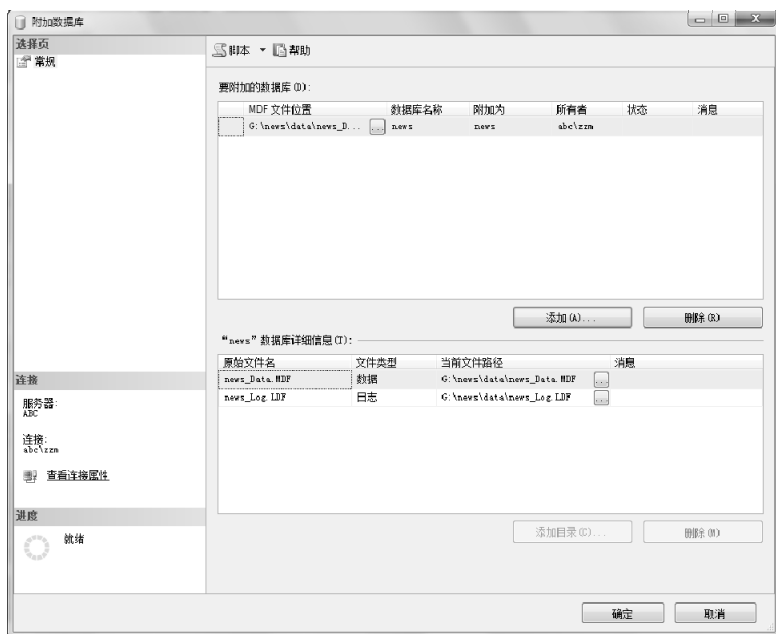 附加数据库
选择页
常规
脚本 帮助
要附加的数据库(D):
MDF 文件位置 数据库名称 附加为 所有者 状态 消息
G:\news\data\news_D... ... news news abc\zzm
添加(A)... 删除(R)
“news”数据库详细信息(T):
原始文件名 文件类型 当前文件路径 消息
news_Data.MDF 数据 G:\news\data\news_Data.MDF ...
news_Log.LDF 日志 G:\news\data\news_Log.LDF ...
连接
服务器:
ABC
连接:
abc\zzm
查看连接属性
进度
就绪
添加目录(C)... 删除(M)
确定 取消